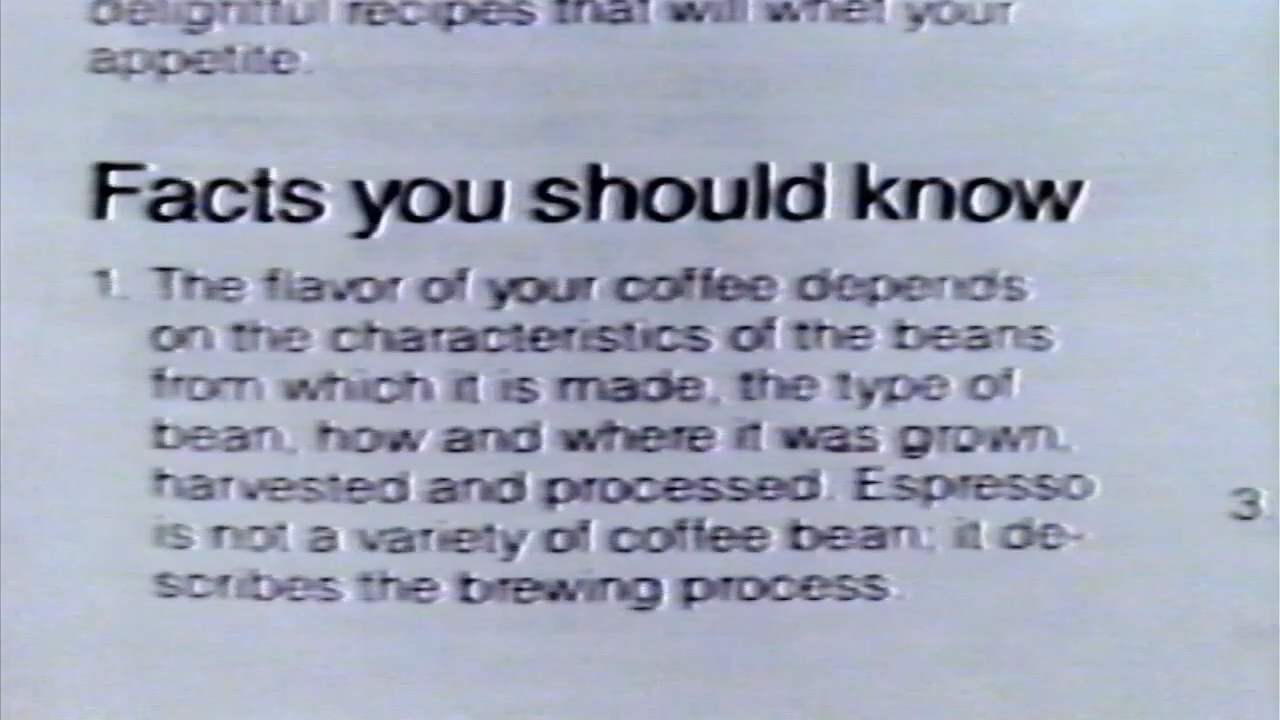 delightful recipes that will whet your
appetite.
Facts you should know
1. The flavor of your coffee depends
on the characteristics of the beans
from which it is made, the type of
bean, how and where it was grown,
harvested and processed. Espresso
is not a variety of coffee bean; it de-
scribes the brewing process.
3.